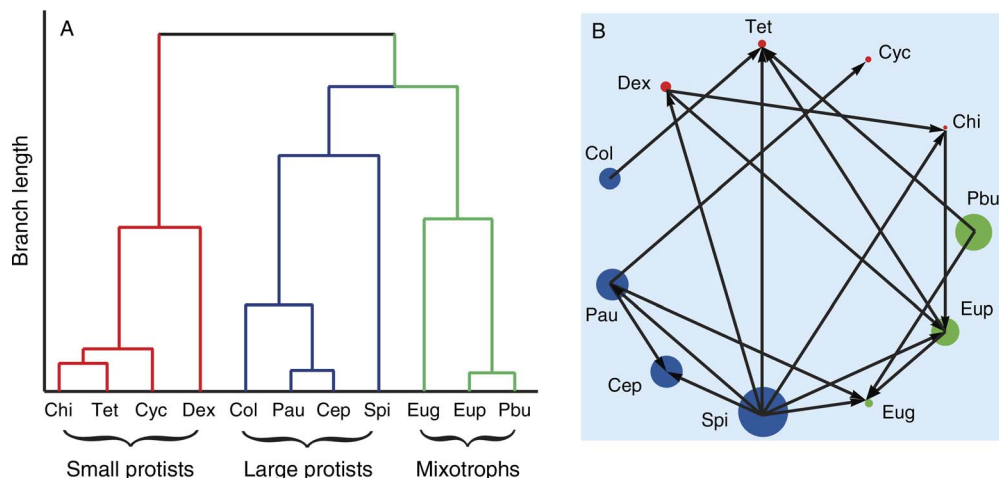 A
Branch length
Chi Tet Cyc Dex Col Pau Cep Spi Eug Eup Pbu
Small protists Large protists Mixotrophs
B
Tet
Cyc
Dex
Chi
Col
Pbu
Pau
Eup
Cep
Spi
Eug